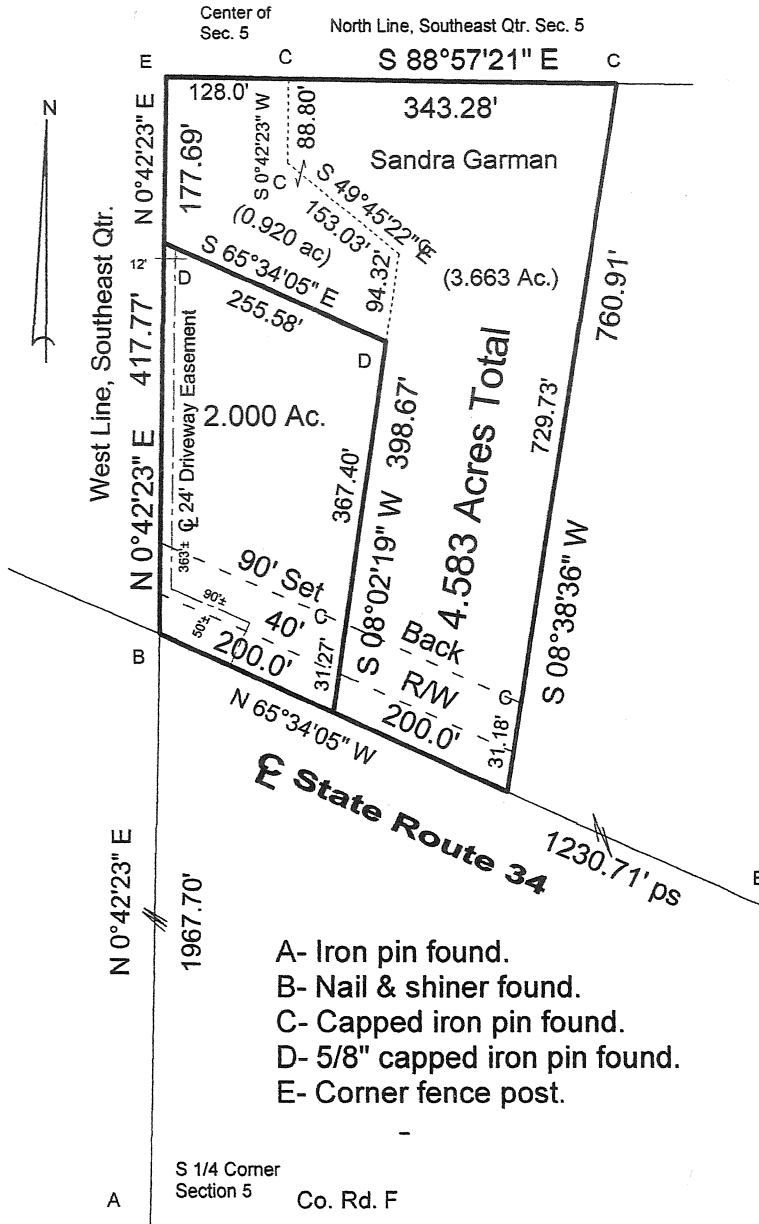 Center of
Sec. 5
North Line, Southeast Qtr. Sec. 5
S 88°57'21" E
E
C
C
128.0'
343.28'
N
N 0°42'23" E
177.69'
S 0°42'23" W
88.80'
C
Sandra Garman
S 49°45'22" E
153.03'
(0.920 ac)
94.32'
(3.663 Ac.)
760.91'
S 65°34'05" E
255.58'
12'
D
D
West Line, Southeast Qtr.
N 0°42'23" E 417.77'
363'± ℄ 24' Driveway Easement
2.000 Ac.
367.40'
S 08°02'19" W 398.67'
4.583 Acres Total
729.73'
S 08°38'36" W
90' Set
Back
C
C
90'±
50'±
40'
R/W
200.0'
31.27'
200.0'
31.18'
B
N 65°34'05" W
℄ State Route 34
1230.71' ps
N 0°42'23" E
1967.70'
A- Iron pin found.
B- Nail & shiner found.
C- Capped iron pin found.
D- 5/8" capped iron pin found.
E- Corner fence post.
S 1/4 Corner
Section 5
A
Co. Rd. F